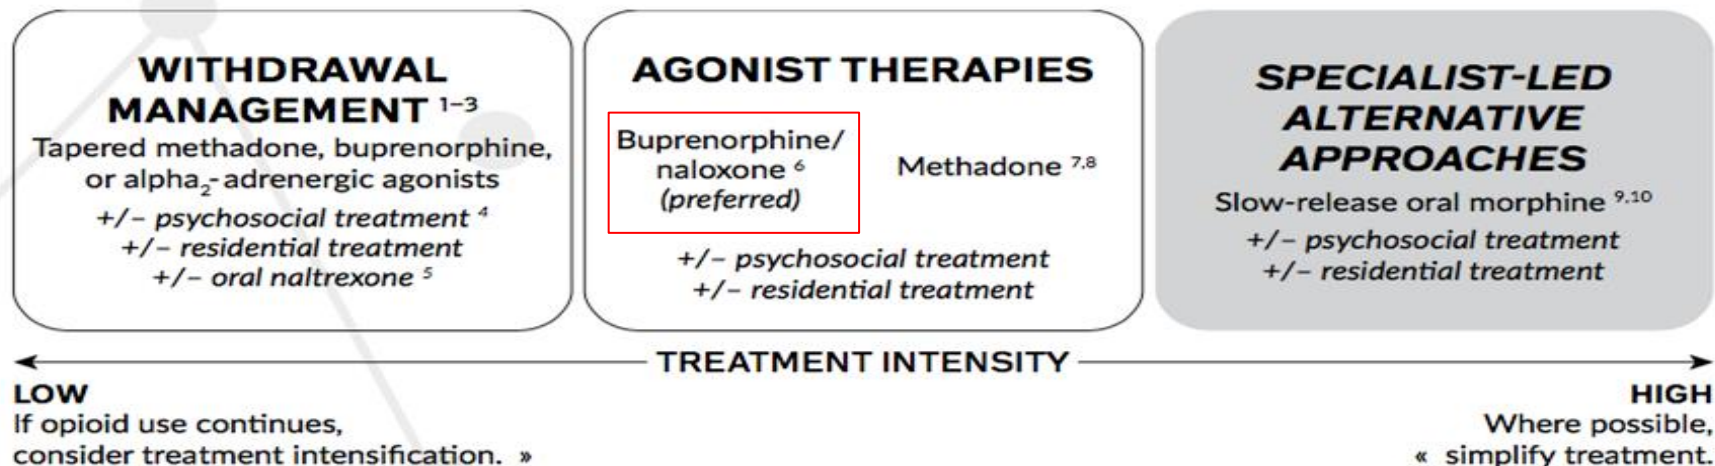 WITHDRAWAL
MANAGEMENT 1–3
Tapered methadone, buprenorphine,
or alpha2-adrenergic agonists
+/– psychosocial treatment 4
+/– residential treatment
+/– oral naltrexone 5
AGONIST THERAPIES
Buprenorphine/
naloxone 6
(preferred)
Methadone 7,8
+/– psychosocial treatment
+/– residential treatment
SPECIALIST-LED
ALTERNATIVE
APPROACHES
Slow-release oral morphine 9,10
+/– psychosocial treatment
+/– residential treatment
TREATMENT INTENSITY
LOW
If opioid use continues,
consider treatment intensification. »
HIGH
Where possible,
« simplify treatment.